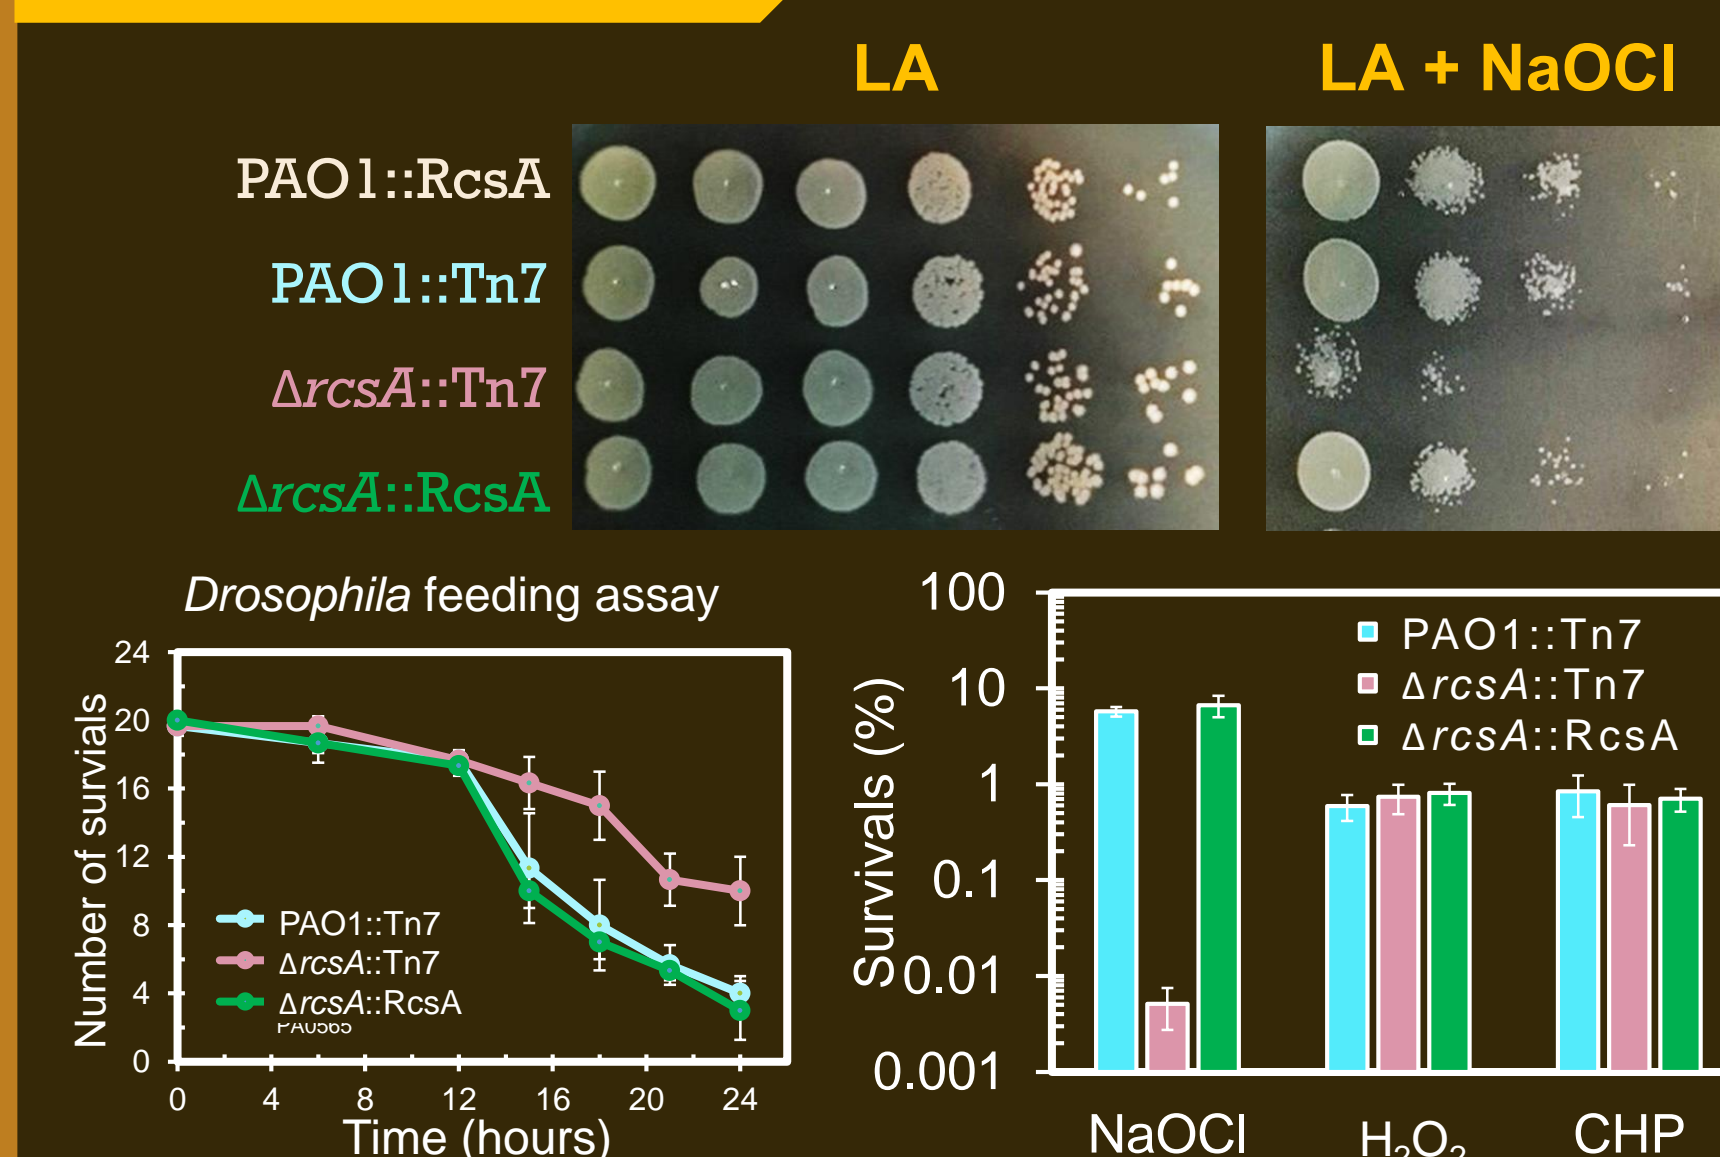 LA
LA + NaOCl
PAO1::RcsA
PAO1::Tn7
ΔrcsA::Tn7
ΔrcsA::RcsA
Drosophila feeding assay
24
20
16
12
8
4
0
Number of survials
PAO1::Tn7
ΔrcsA::Tn7
ΔrcsA::RcsA
PA0565
0 4 8 12 16 20 24
Time (hours)
100
10
1
0.1
0.01
0.001
Survivals (%)
PAO1::Tn7
ΔrcsA::Tn7
ΔrcsA::RcsA
NaOCl H₂O₂ CHP